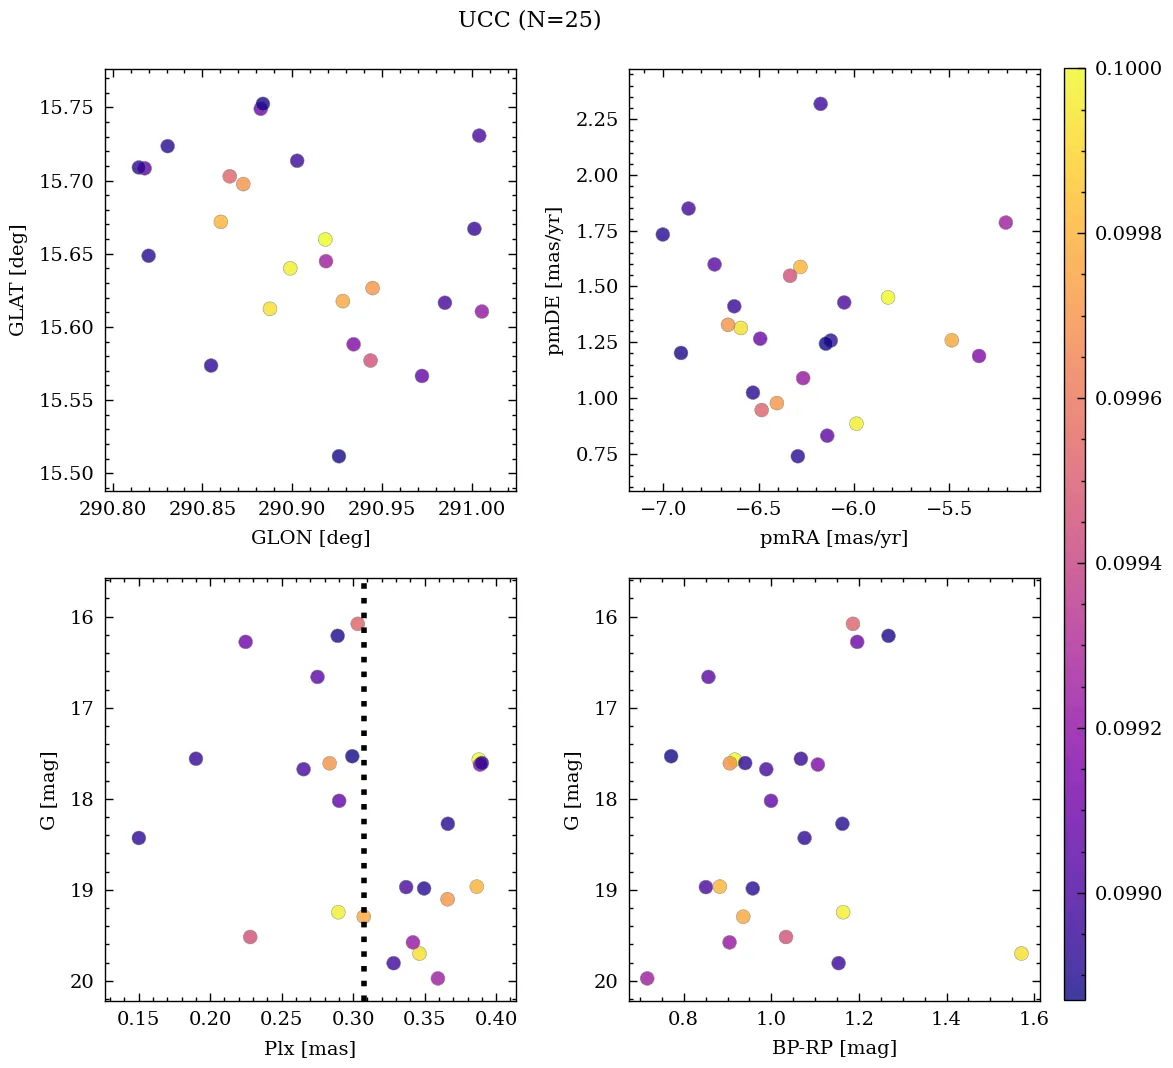 UCC (N=25)
15.75
15.70
15.65
15.60
15.55
15.50
GLAT [deg]
290.80 290.85 290.90 290.95 291.00
GLON [deg]
2.25
2.00
1.75
1.50
1.25
1.00
0.75
pmDE [mas/yr]
−7.0 −6.5 −6.0 −5.5
pmRA [mas/yr]
16
17
18
19
20
G [mag]
0.15 0.20 0.25 0.30 0.35 0.40
Plx [mas]
16
17
18
19
20
G [mag]
0.8 1.0 1.2 1.4 1.6
BP-RP [mag]
0.1000
0.0998
0.0996
0.0994
0.0992
0.0990